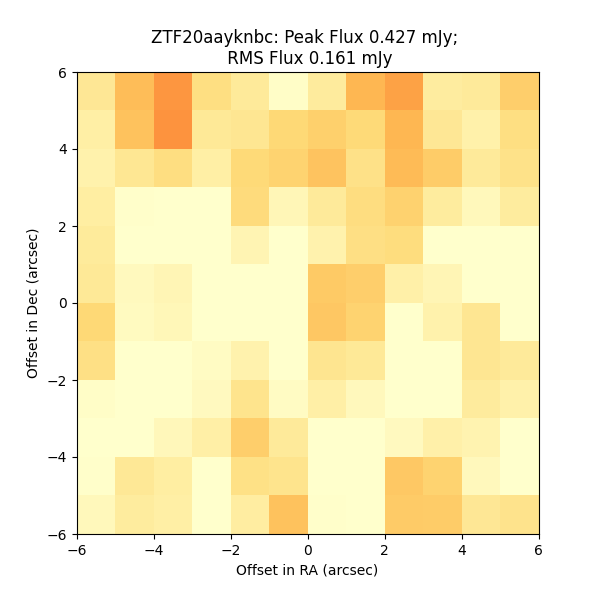 ZTF20aayknbc: Peak Flux 0.427 mJy;
RMS Flux 0.161 mJy
6
4
2
0
−2
−4
−6
Offset in Dec (arcsec)
−6 −4 −2 0 2 4 6
Offset in RA (arcsec)